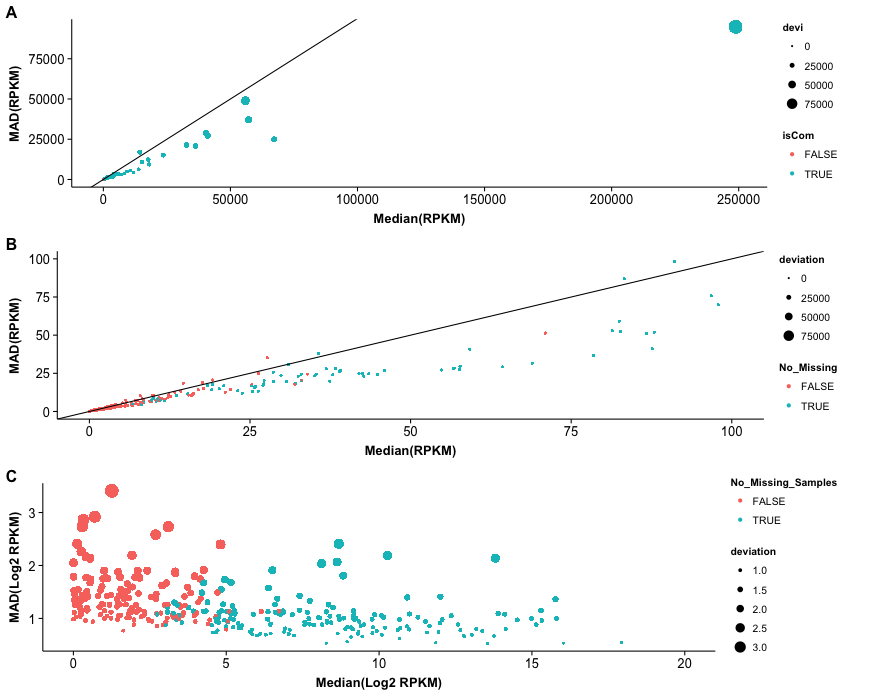 A
MAD(RPKM)
75000
50000
25000
0
0 50000 100000 150000 200000 250000
Median(RPKM)
devi
0
25000
50000
75000
isCom
FALSE
TRUE
B
MAD(RPKM)
100
75
50
25
0
0 25 50 75 100
Median(RPKM)
deviation
0
25000
50000
75000
No_Missing
FALSE
TRUE
C
MAD(Log2 RPKM)
3
2
1
0 5 10 15 20
Median(Log2 RPKM)
No_Missing_Samples
FALSE
TRUE
deviation
1.0
1.5
2.0
2.5
3.0